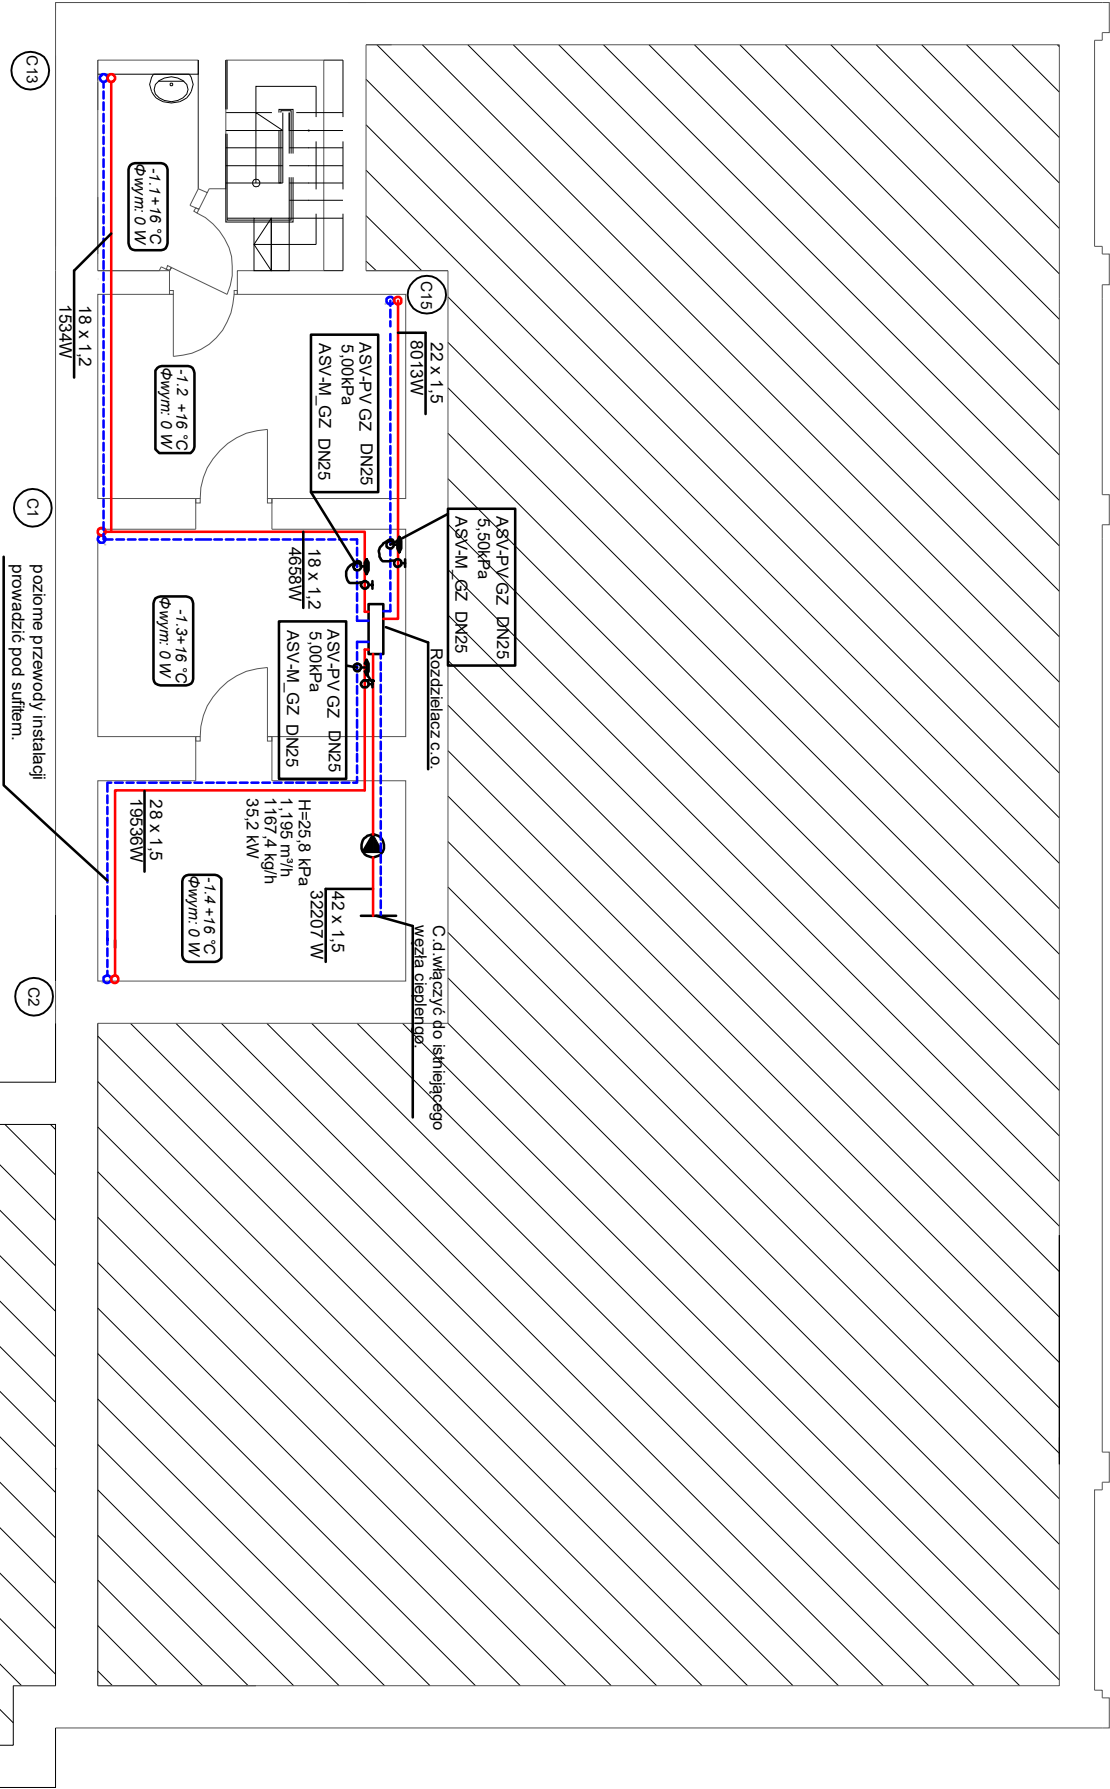 C13
-1.1+16 °C
Φwym: 0 W
18 x 1,2
1534W
C15
22 x 1,5
8013W
ASV-PV GZ DN25
5,00kPa
ASV-M_GZ DN25
-1.2 +16 °C
Φwym: 0 W
C1
ASV-PV GZ DN25
5,50kPa
ASV-M_GZ DN25
18 x 1,2
4658W
-1.3+16 °C
Φwym: 0 W
ASV-PV GZ DN25
5,00kPa
ASV-M_GZ DN25
Rozdzielacz c.o.
poziome przewody instalacji
prowadzić pod sufitem.
H=25,8 kPa
1,195 m³/h
1167,4 kg/h
35,2 kW
28 x 1,5
19536W
42 x 1,5
32207 W
-1.4 +16 °C
Φwym: 0 W
C.d.włączyć do istniejącego
węzła cieplengo.
C2